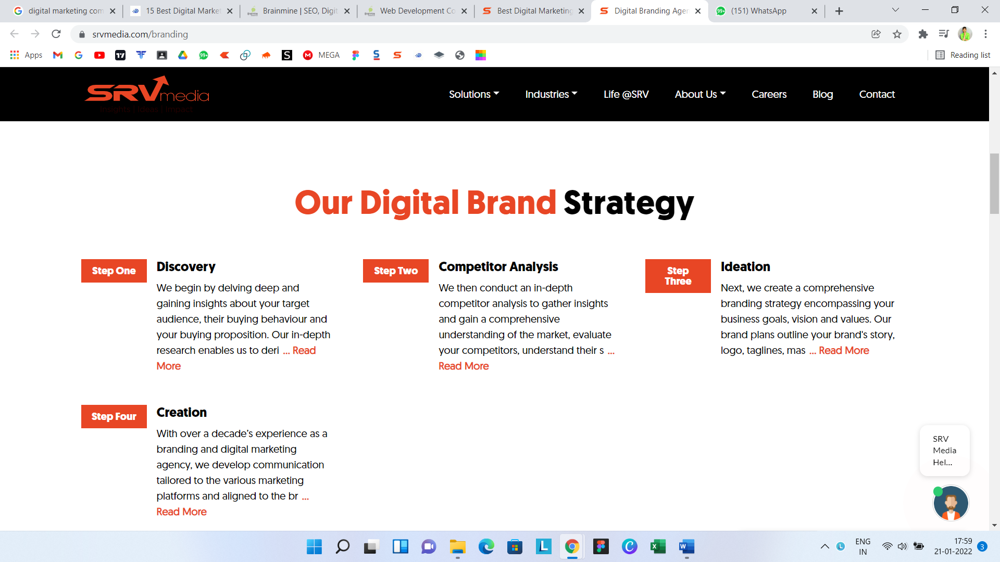 digital marketing com
15 Best Digital Market
Brainmine | SEO, Digit
Web Development Co
Best Digital Marketing
Digital Branding Agen
(151) WhatsApp
srvmedia.com/branding
Apps
MEGA
Reading list
SRVmedia
Insights | Ideas | Impact
Solutions
Industries
Life @SRV
About Us
Careers
Blog
Contact
Our Digital Brand Strategy
Step One
Discovery
We begin by delving deep and
gaining insights about your target
audience, their buying behaviour and
your buying proposition. Our in-depth
research enables us to deri ... Read
More
Step Two
Competitor Analysis
We then conduct an in-depth
competitor analysis to gather insights
and gain a comprehensive
understanding of the market, evaluate
your competitors, understand their s ...
Read More
Step
Three
Ideation
Next, we create a comprehensive
branding strategy encompassing your
business goals, vision and values. Our
brand plans outline your brand's story,
logo, taglines, mas ... Read More
Step Four
Creation
With over a decade’s experience as a
branding and digital marketing
agency, we develop communication
tailored to the various marketing
platforms and aligned to the br ...
Read More
SRV
Media
Hel...
ENG
IN
17:59
21-01-2022
3